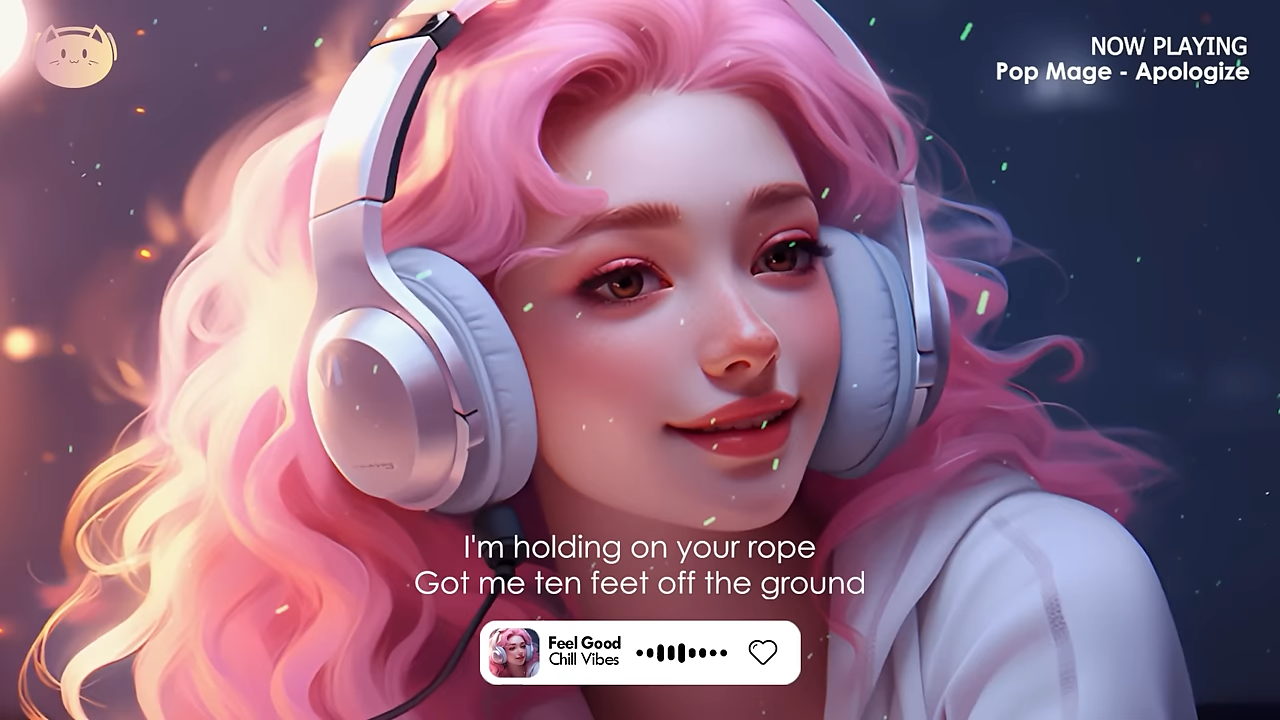 NOW PLAYING
Pop Mage - Apologize
I'm holding on your rope
Got me ten feet off the ground
Feel Good
Chill Vibes